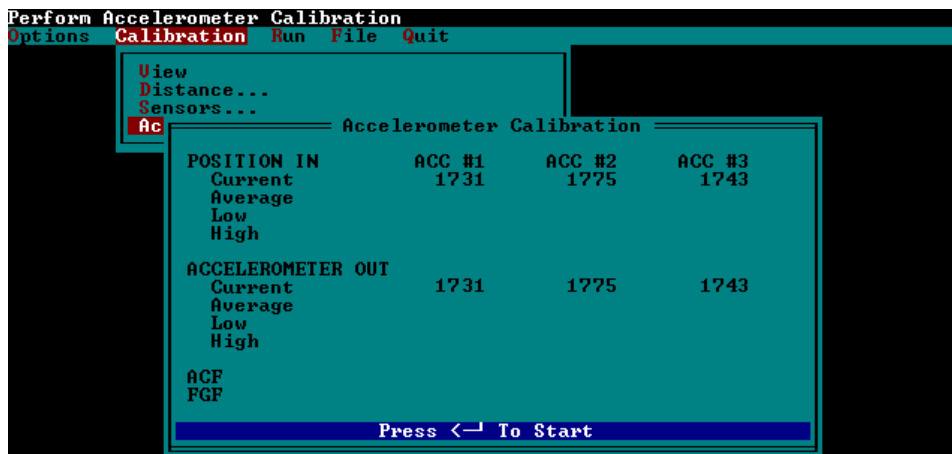 Perform Accelerometer Calibration
Options Calibration Run File Quit
View
Distance...
Sensors...
Ac
Accelerometer Calibration
POSITION IN ACC #1 ACC #2 ACC #3
Current 1731 1775 1743
Average
Low
High
ACCELEROMETER OUT
Current 1731 1775 1743
Average
Low
High
ACF
FGF
Press <─┘ To Start